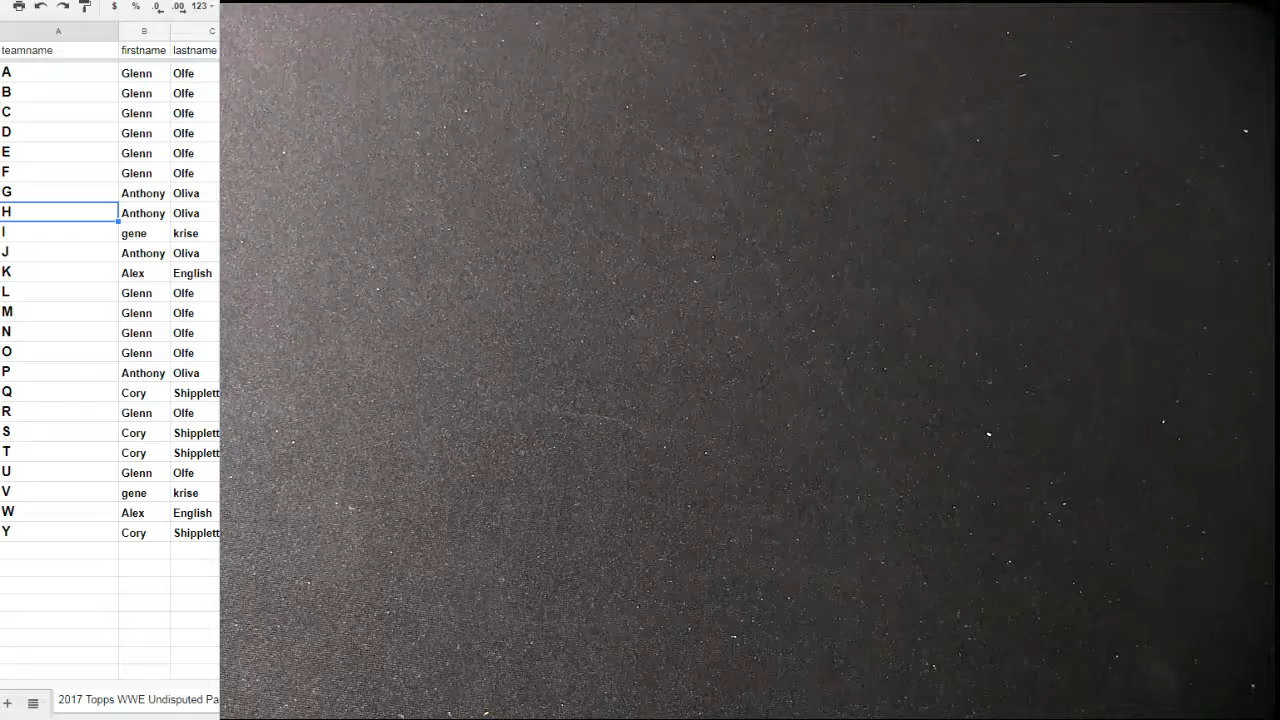 $ % .0 .00 123
A B C
teamname firstname lastname
A Glenn Olfe
B Glenn Olfe
C Glenn Olfe
D Glenn Olfe
E Glenn Olfe
F Glenn Olfe
G Anthony Oliva
H Anthony Oliva
I gene krise
J Anthony Oliva
K Alex English
L Glenn Olfe
M Glenn Olfe
N Glenn Olfe
O Glenn Olfe
P Anthony Oliva
Q Cory Shipplett
R Glenn Olfe
S Cory Shipplett
T Cory Shipplett
U Glenn Olfe
V gene krise
W Alex English
Y Cory Shipplett
2017 Topps WWE Undisputed Pa